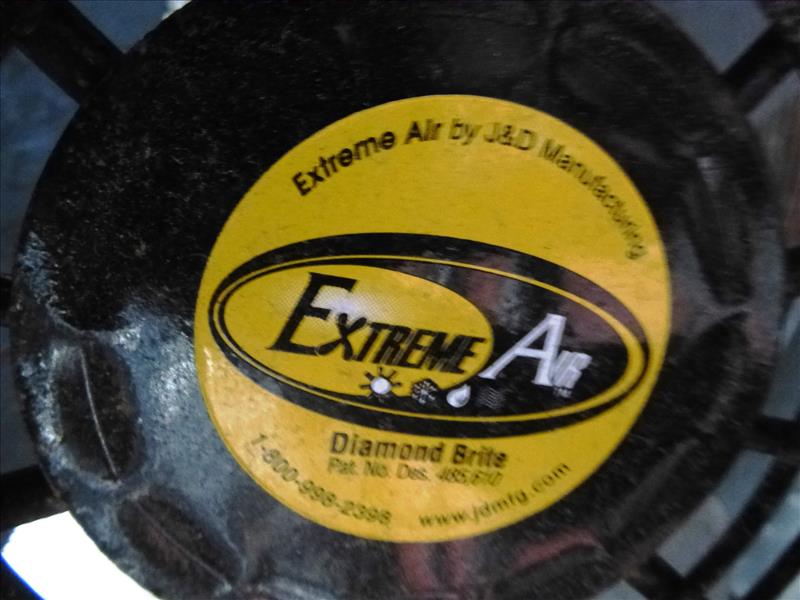 Extreme Air by J&D Manufacturing
EXTREME AIR
Diamond Brite
Pat. No. Des. 485,610
1-800-998-2398
www.jdmfg.com